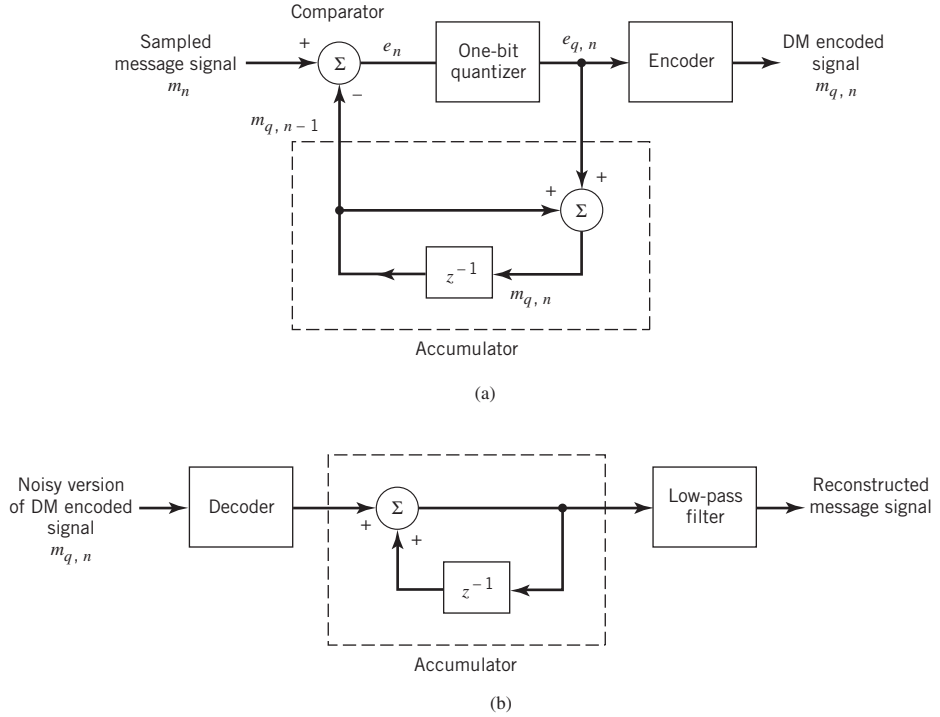 Comparator
Sampled
message signal
m_n
+
Σ
−
e_n
One-bit
quantizer
e_{q, n}
Encoder
DM encoded
signal
m_{q, n}
m_{q, n – 1}
+
+
Σ
z^{–1}
m_{q, n}
Accumulator
(a)
Noisy version
of DM encoded
signal
m_{q, n}
Decoder
Σ
+
+
z^{–1}
Low-pass
filter
Reconstructed
message signal
Accumulator
(b)